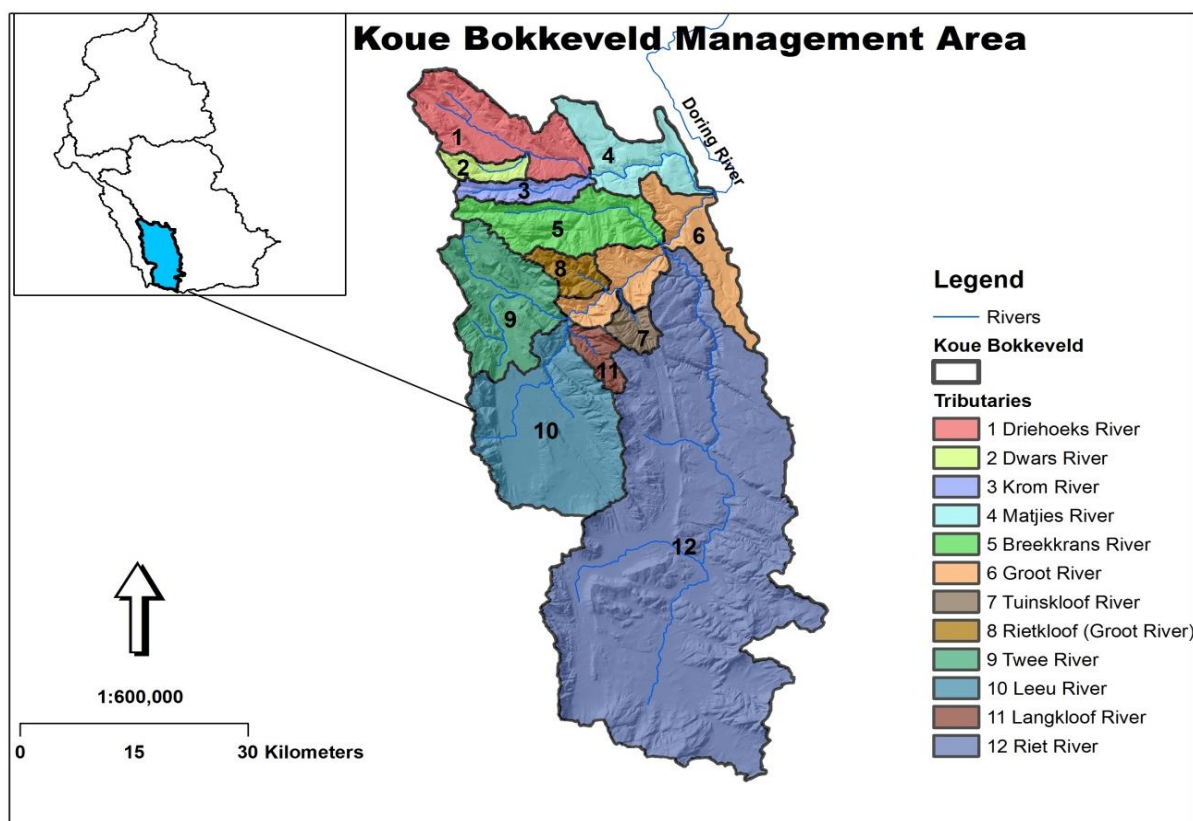 Koue Bokkeveld Management Area
Doring River
1
2
3
4
5
6
7
8
9
10
11
12
Legend
Rivers
Koue Bokkeveld
Tributaries
1 Driehoeks River
2 Dwars River
3 Krom River
4 Matjies River
5 Breekkrans River
6 Groot River
7 Tuinskloof River
8 Rietkloof (Groot River)
9 Twee River
10 Leeu River
11 Langkloof River
12 Riet River
1:600,000
0 15 30 Kilometers